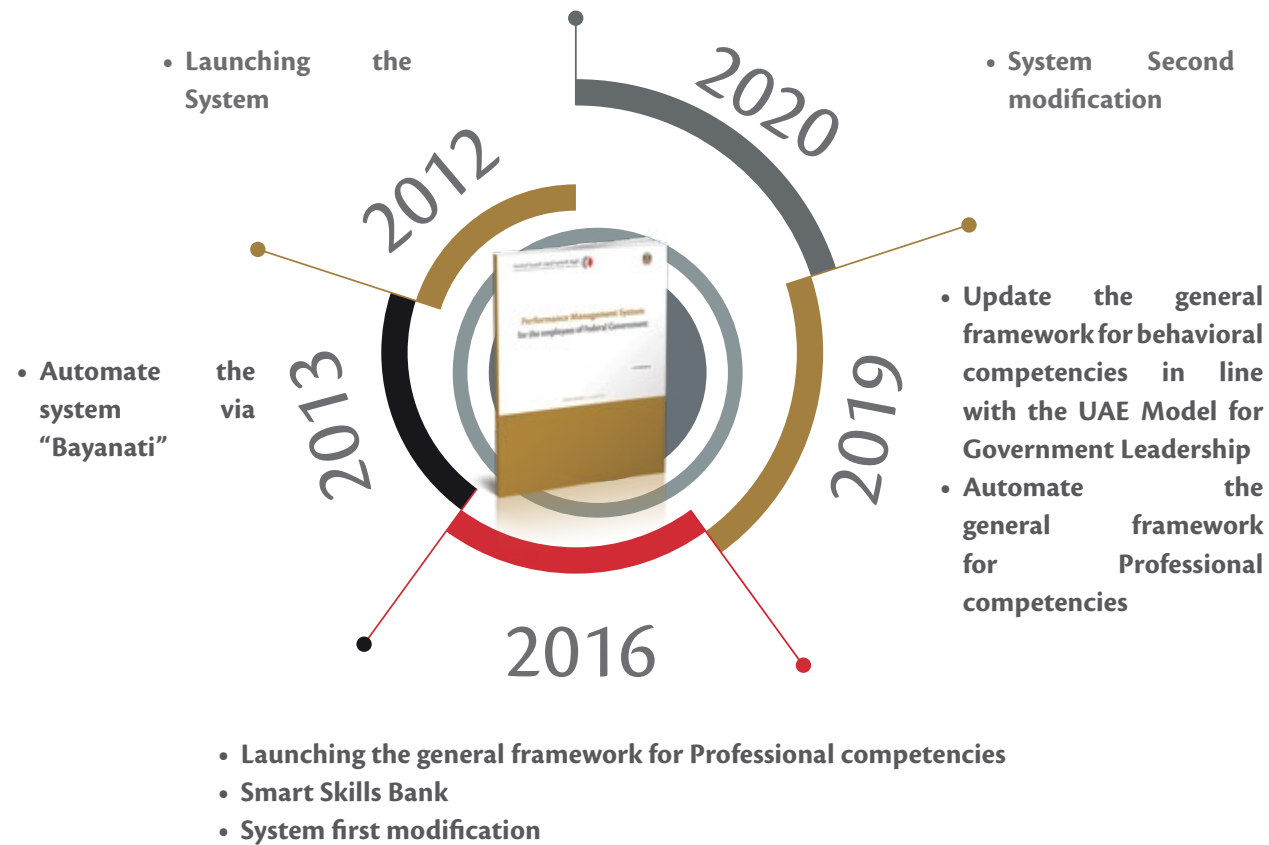 • Launching the
System
2012
• Automate the
system via
“Bayanati”
2013
2016
• Launching the general framework for Professional competencies
• Smart Skills Bank
• System first modification
2019
• Update the general
framework for behavioral
competencies in line
with the UAE Model for
Government Leadership
• Automate the
general framework
for Professional
competencies
2020
• System Second
modification
Performance Management System
for the employees of Federal Government